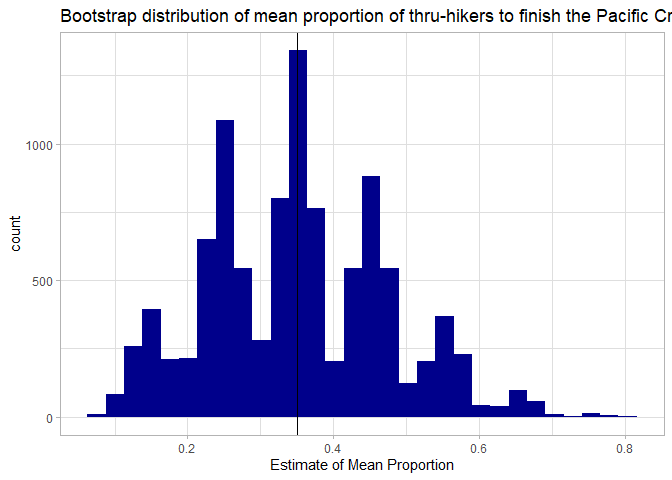 Bootstrap distribution of mean proportion of thru-hikers to finish the Pacific Cr
1000
500
0
count
0.2 0.4 0.6 0.8
Estimate of Mean Proportion